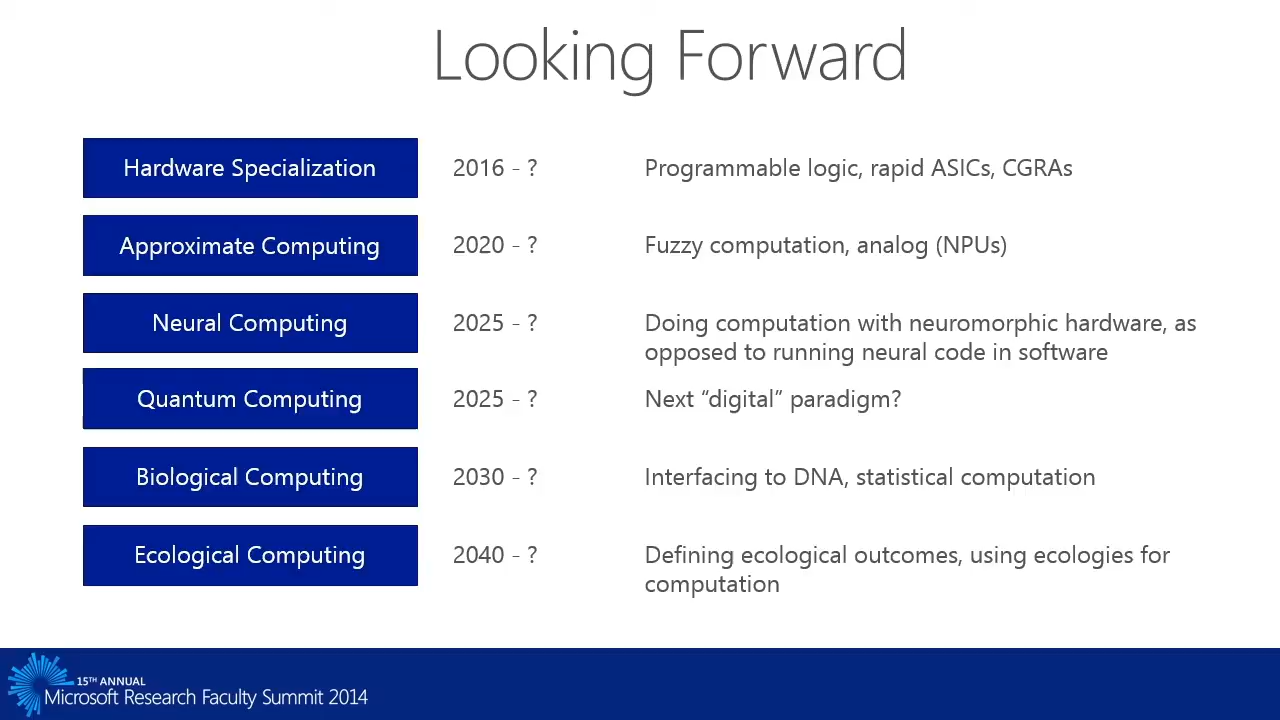 Looking Forward
Hardware Specialization 2016 - ? Programmable logic, rapid ASICs, CGRAs
Approximate Computing 2020 - ? Fuzzy computation, analog (NPUs)
Neural Computing 2025 - ? Doing computation with neuromorphic hardware, as
opposed to running neural code in software
Quantum Computing 2025 - ? Next “digital” paradigm?
Biological Computing 2030 - ? Interfacing to DNA, statistical computation
Ecological Computing 2040 - ? Defining ecological outcomes, using ecologies for
computation
15TH ANNUAL
Microsoft Research Faculty Summit 2014